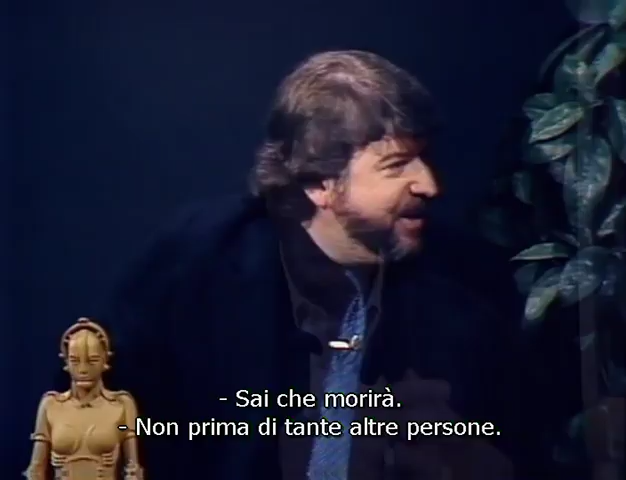 - Sai che morirà.
- Non prima di tante altre persone.